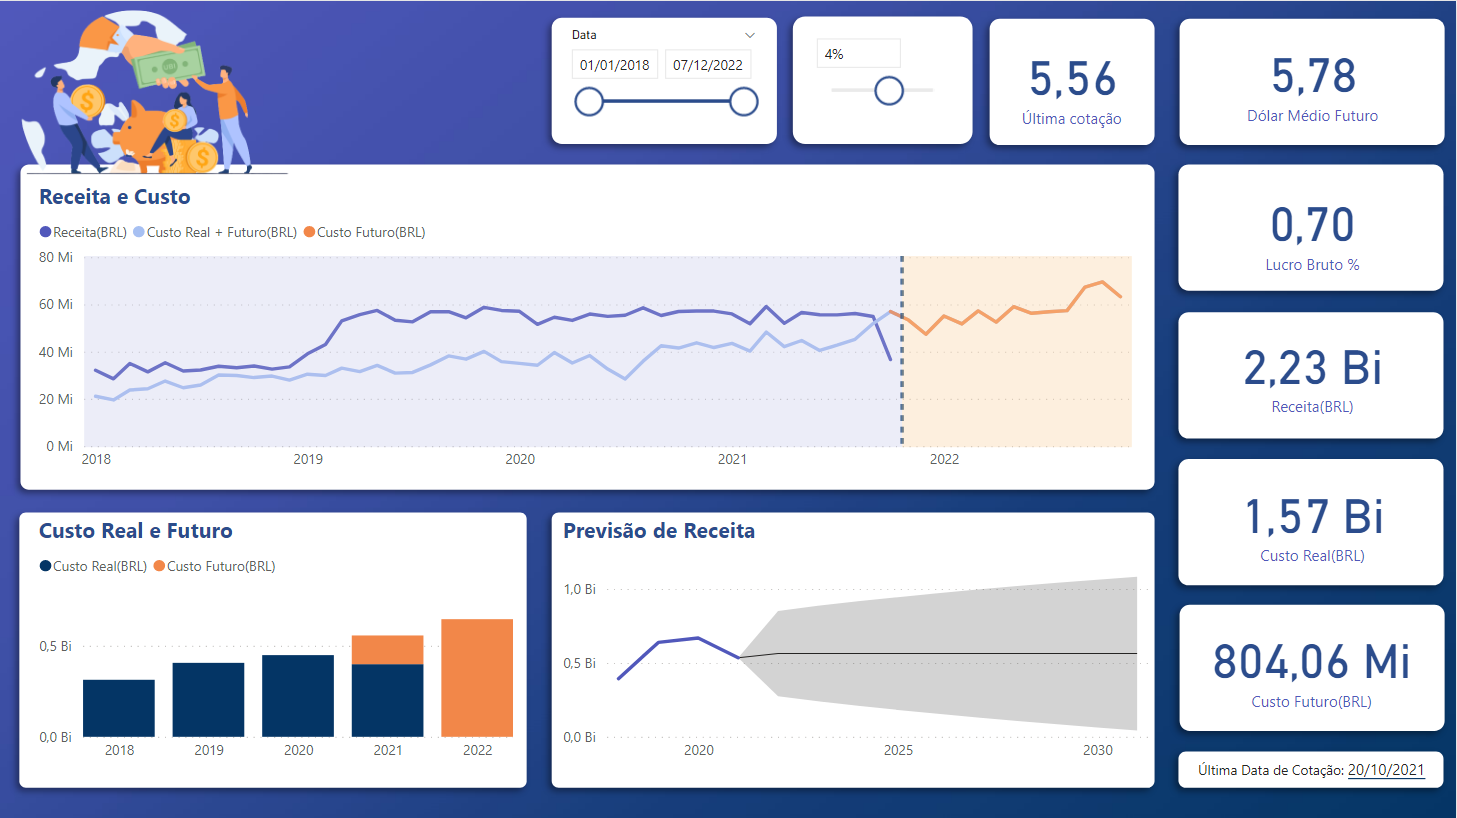 Data
01/01/2018 07/12/2022
4%
5,56
Última cotação
5,78
Dólar Médio Futuro
Receita e Custo
Receita(BRL) Custo Real + Futuro(BRL) Custo Futuro(BRL)
80 Mi
60 Mi
40 Mi
20 Mi
0 Mi
2018 2019 2020 2021 2022
0,70
Lucro Bruto %
2,23 Bi
Receita(BRL)
1,57 Bi
Custo Real(BRL)
804,06 Mi
Custo Futuro(BRL)
Última Data de Cotação: 20/10/2021
Custo Real e Futuro
Custo Real(BRL) Custo Futuro(BRL)
0,5 Bi
0,0 Bi
2018 2019 2020 2021 2022
Previsão de Receita
1,0 Bi
0,5 Bi
0,0 Bi
2020 2025 2030